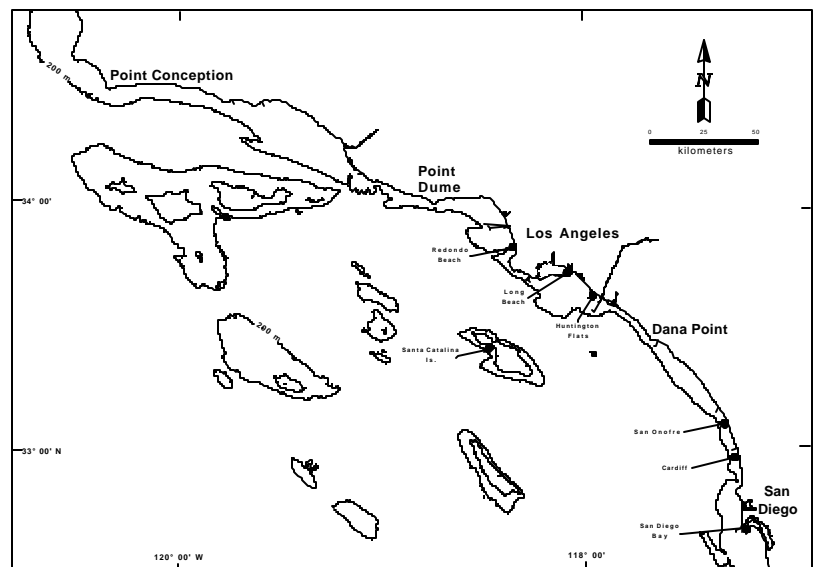 200 m
Point Conception
N
0 25 50
kilometers
Point
Dume
34° 00'
Los Angeles
Redondo
Beach
Long
Beach
Huntington
Flats
Dana Point
200 m
Santa Catalina
Is.
San Onofre
33° 00' N
Cardiff
San
Diego
San Diego
Bay
120° 00' W
118° 00'